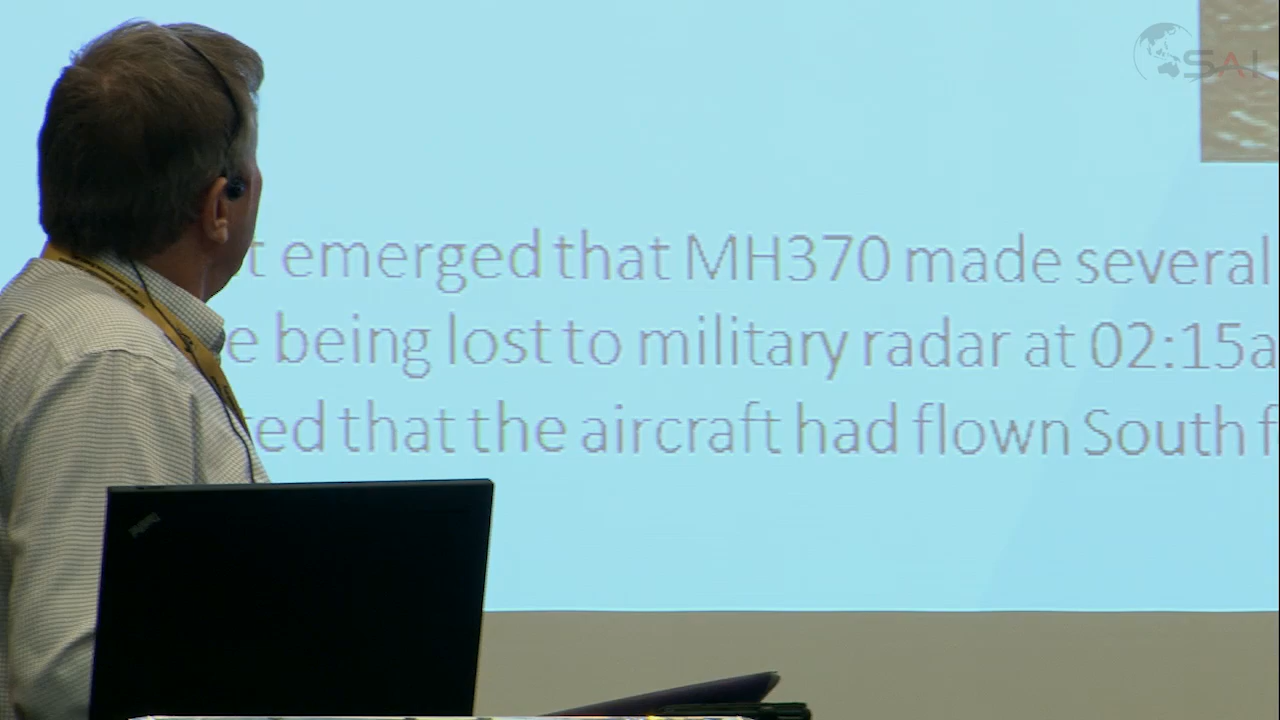 SAI
t emerged that MH370 made several
e being lost to military radar at 02:15a
ed that the aircraft had flown South f